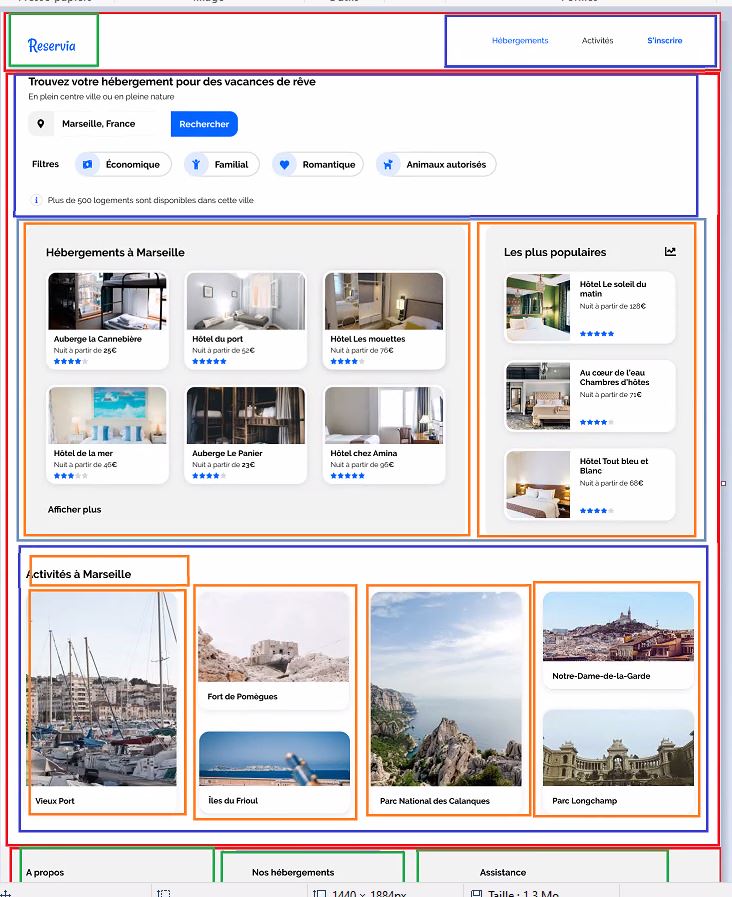 Reservia
Hébergements
Activités
S'inscrire
Trouvez votre hébergement pour des vacances de rêve
En plein centre ville ou en pleine nature
Marseille, France
Rechercher
Filtres
Économique
Familial
Romantique
Animaux autorisés
Plus de 500 logements sont disponibles dans cette ville
Hébergements à Marseille
Auberge la Cannebière
Nuit à partir de 25€
Hôtel du port
Nuit à partir de 52€
Hôtel Les mouettes
Nuit à partir de 76€
Hôtel de la mer
Nuit à partir de 46€
Auberge Le Panier
Nuit à partir de 23€
Hôtel chez Amina
Nuit à partir de 96€
Afficher plus
Les plus populaires
Hôtel Le soleil du
matin
Nuit à partir de 128€
Au cœur de l'eau
Chambres d'hôtes
Nuit à partir de 71€
Hôtel Tout bleu et
Blanc
Nuit à partir de 68€
Activités à Marseille
Vieux Port
Fort de Pomègues
Îles du Frioul
Parc National des Calanques
Notre-Dame-de-la-Garde
Parc Longchamp
A propos
Nos hébergements
Assistance
1440 × 1884px
Taille : 1,3 Mo